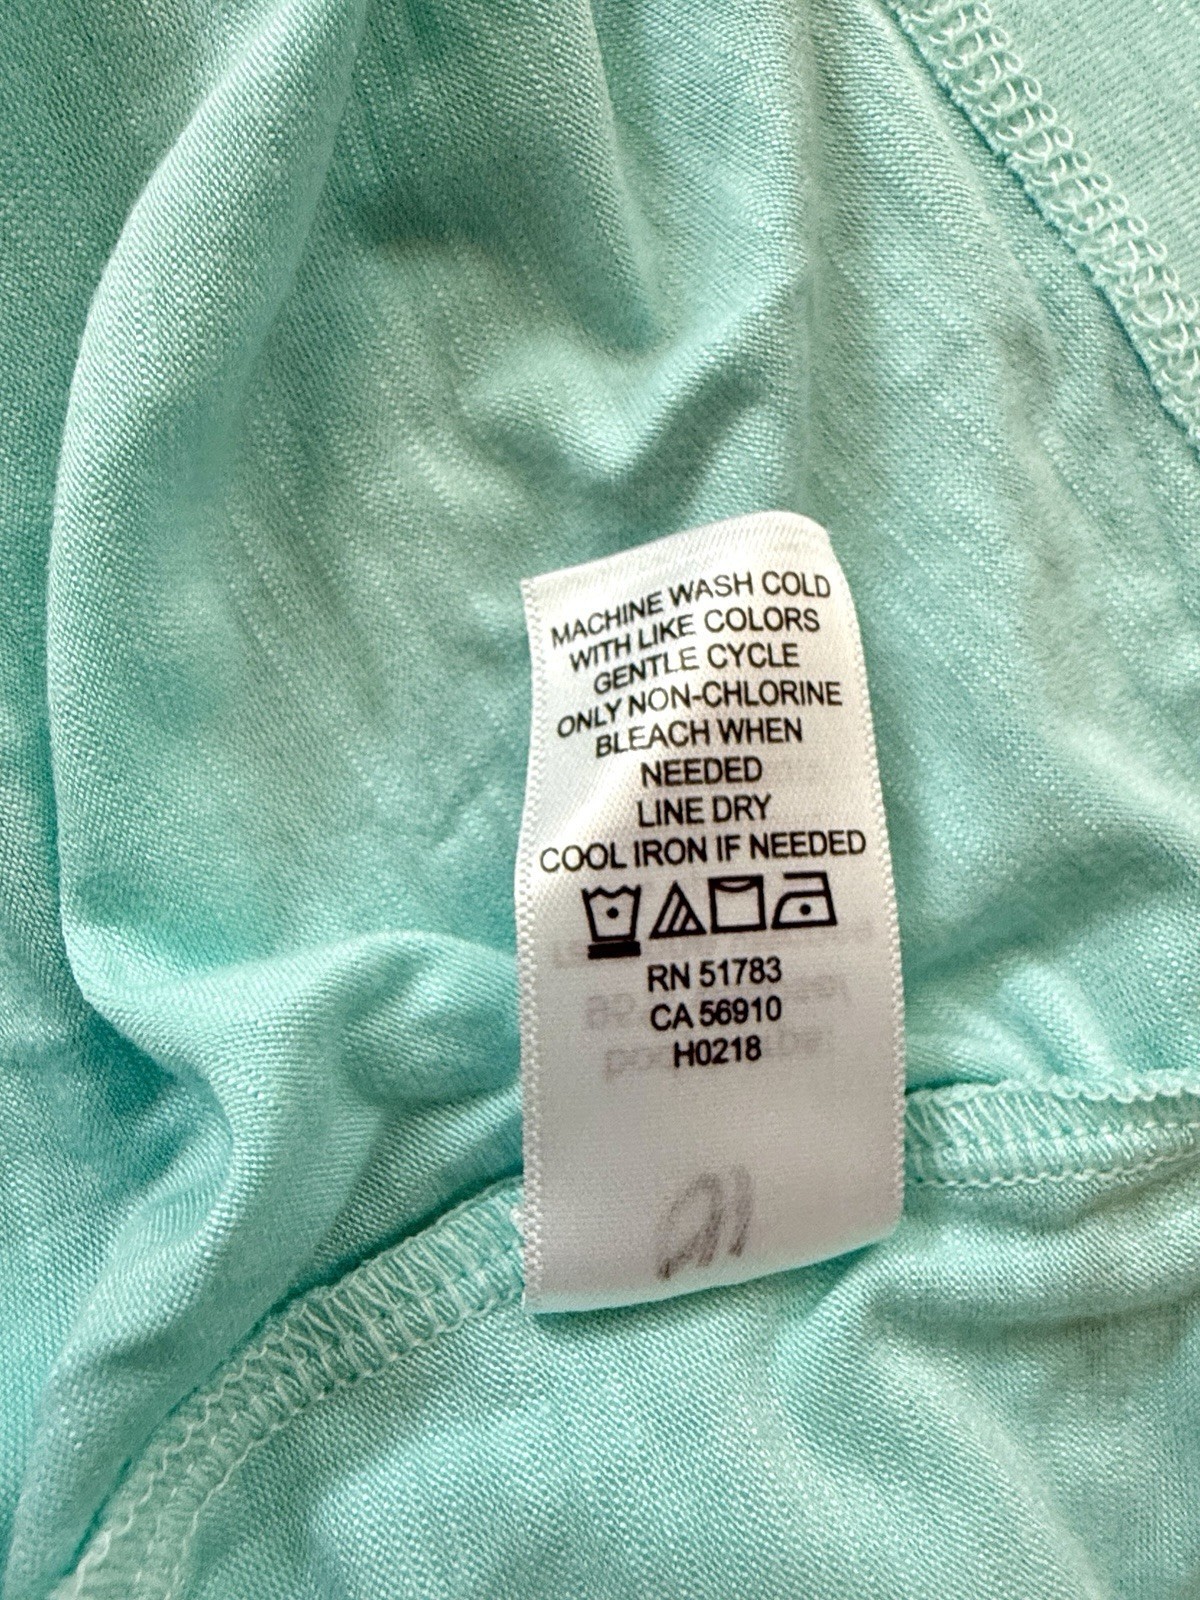 MACHINE WASH COLD
WITH LIKE COLORS
GENTLE CYCLE
ONLY NON-CHLORINE
BLEACH WHEN
NEEDED
LINE DRY
COOL IRON IF NEEDED
RN 51783
CA 56910
H0218